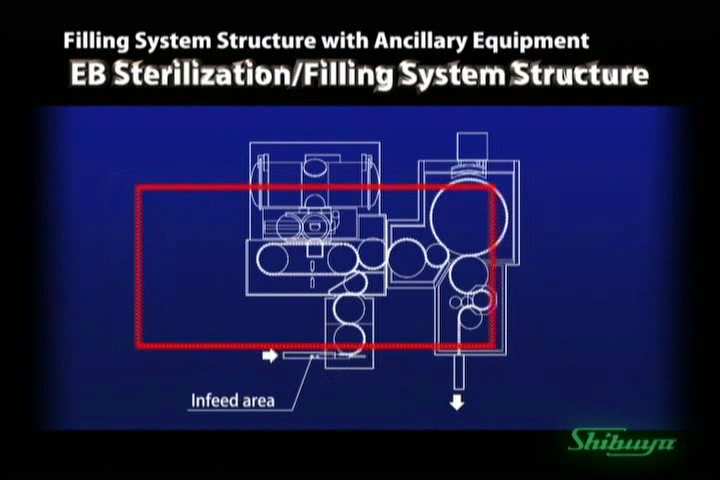 Filling System Structure with Ancillary Equipment
EB Sterilization/Filling System Structure
Infeed area
Shibuya